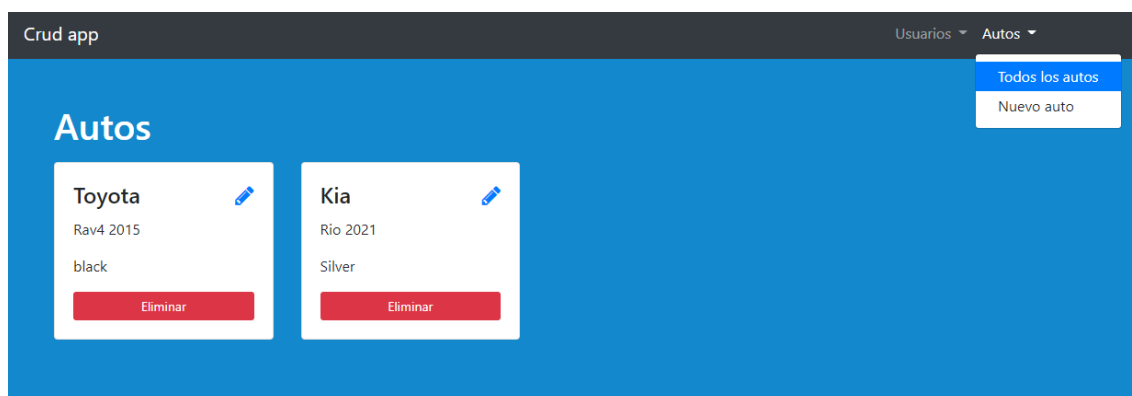 Crud app
Usuarios
Autos
Todos los autos
Nuevo auto
Autos
Toyota
Rav4 2015
black
Eliminar
Kia
Rio 2021
Silver
Eliminar